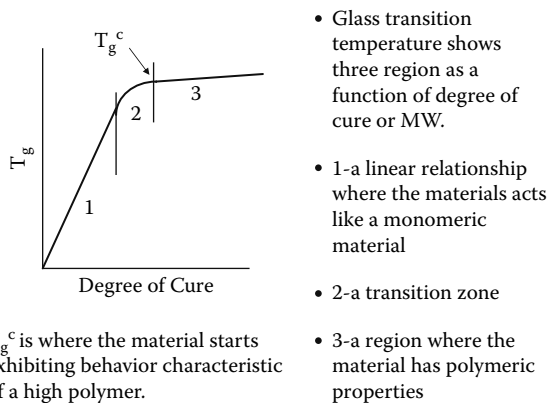 T_g^c
T_g
1
2
3
Degree of Cure
_g^c is where the material starts
xhibiting behavior characteristic
f a high polymer.
• Glass transition
temperature shows
three region as a
function of degree of
cure or MW.
• 1-a linear relationship
where the materials acts
like a monomeric
material
• 2-a transition zone
• 3-a region where the
material has polymeric
properties